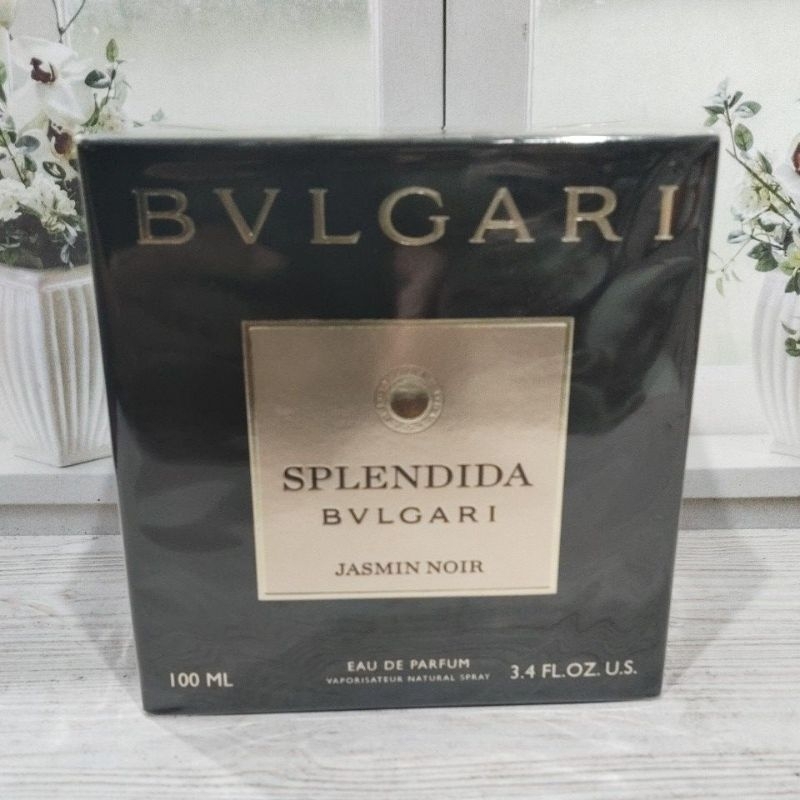 BVLGARI
SPLENDIDA
BVLGARI
JASMIN NOIR
100 ML
EAU DE PARFUM
VAPORISATEUR NATURAL SPRAY
3.4 FL.OZ. U.S.